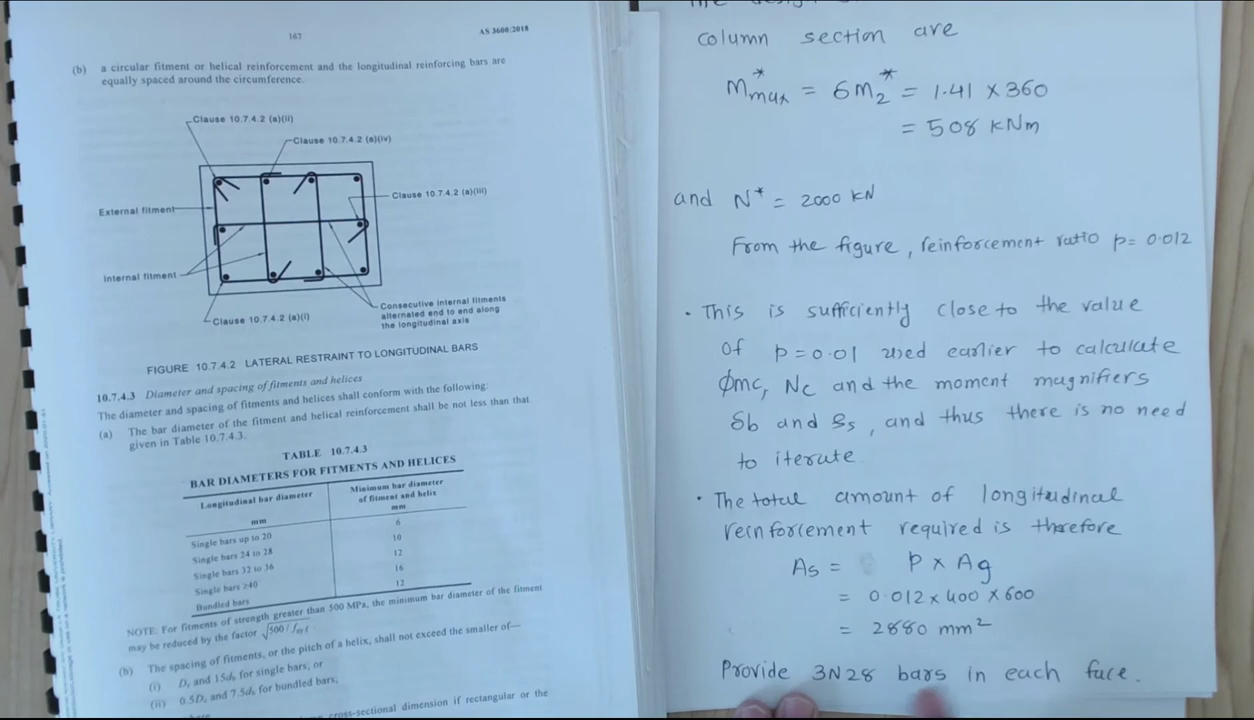 167
AS 3600:2018
(b) a circular fitment or helical reinforcement and the longitudinal reinforcing bars are
equally spaced around the circumference.
Clause 10.7.4.2 (a)(ii)
Clause 10.7.4.2 (a)(iv)
Clause 10.7.4.2 (a)(iii)
External fitment
Internal fitment
Consecutive internal fitments
alternated end to end along
the longitudinal axis
Clause 10.7.4.2 (a)(i)
FIGURE 10.7.4.2 LATERAL RESTRAINT TO LONGITUDINAL BARS
10.7.4.3 Diameter and spacing of fitments and helices
The diameter and spacing of fitments and helices shall conform with the following:
(a) The bar diameter of the fitment and helical reinforcement shall be not less than that
given in Table 10.7.4.3.
TABLE 10.7.4.3
BAR DIAMETERS FOR FITMENTS AND HELICES
Longitudinal bar diameter
mm
Minimum bar diameter
of fitment and helix
mm
Single bars up to 20 6
Single bars 24 to 28 10
Single bars 32 to 36 12
Single bars ≥40 16
Bundled bars 12
NOTE: For fitments of strength greater than 500 MPa, the minimum bar diameter of the fitment
may be reduced by the factor √500 / fsy.f .
(b) The spacing of fitments, or the pitch of a helix, shall not exceed the smaller of—
(i) Dc and 15db for single bars; or
(ii) 0.5Dc and 7.5db for bundled bars;
cross-sectional dimension if rectangular or the
column section are
M*max = δM2* = 1.41 × 360
= 508 kNm
and N* = 2000 kN
From the figure, reinforcement ratio p= 0.012
• This is sufficiently close to the value
of p=0.01 used earlier to calculate
Ømc, Nc and the moment magnifiers
δb and δs, and thus there is no need
to iterate
• The total amount of longitudinal
reinforcement required is therefore
As = p × Ag
= 0.012 × 400 × 600
= 2880 mm2
Provide 3N28 bars in each face.